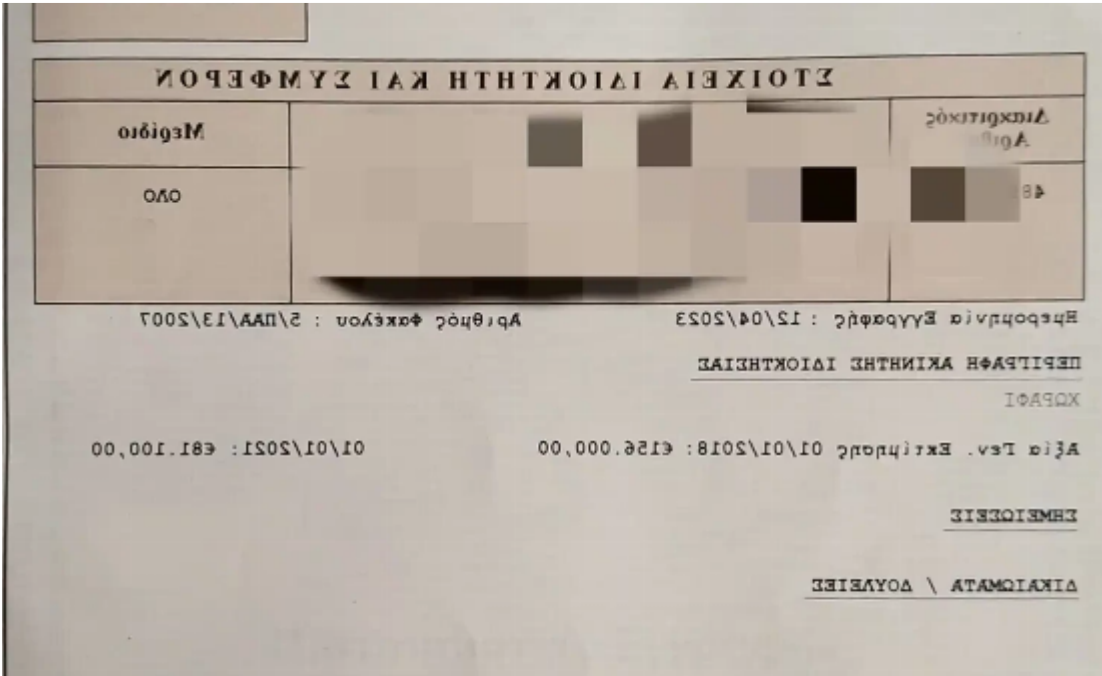 ΣΤΟΙΧΕΙΑ ΙΔΙΟΚΤΗΤΗ ΚΑΙ ΣΥΜΦΕΡΟΝ
Διακριτικός Μερίδιο
ΟΛΟ
Ημερομηνία Εγγραφής : 12/04/2023 Αριθμός Φακέλου : 5/ΠΑΑ/13/2007
ΠΕΡΙΓΡΑΦΗ ΑΚΙΝΗΤΗΣ ΙΔΙΟΚΤΗΣΙΑΣ
ΧΩΡΑΦΙ
Αξία Γεν. Εκτίμησης 01/01/2018: €156.000,00 01/01/2021: €81.100,00
ΣΗΜΕΙΩΣΕΙΣ
ΔΙΚΑΙΩΜΑΤΑ / ΔΟΥΛΕΙΕΣ